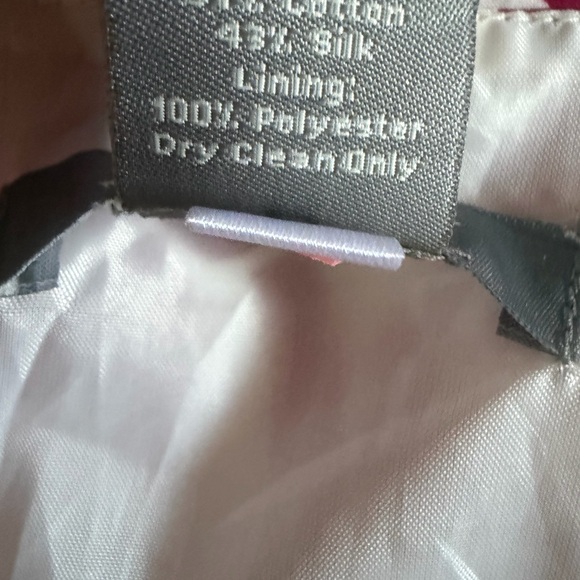 Cotton
43% Silk
Lining:
100% Polyester
Dry Clean Only